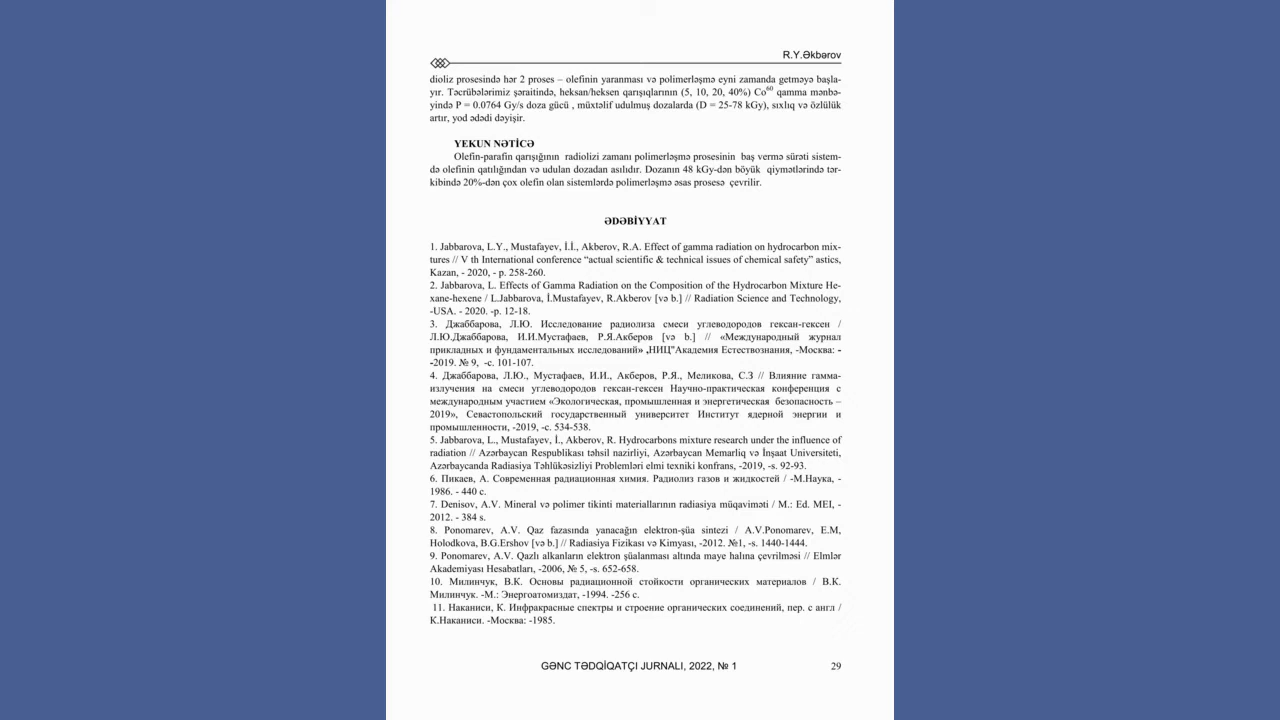 R.Y.Əkbərov
dioliz prosesində hər 2 proses – olefinin yaranması və polimerləşmə eyni zamanda getməyə başla-
yır. Təcrübələrimiz şəraitində, heksan/heksen qarışıqlarının (5, 10, 20, 40%) Co⁶⁰ qamma mənbə-
yində P = 0.0764 Gy/s doza gücü , müxtəlif udulmuş dozalarda (D = 25-78 kGy), sıxlıq və özlülük
artır, yod ədədi dəyişir.
YEKUN NƏTİCƏ
Olefin-parafin qarışığının radiolizi zamanı polimerləşmə prosesinin baş vermə sürəti sistem-
də olefinin qatılığından və udulan dozadan asılıdır. Dozanın 48 kGy-dən böyük qiymətlərində tər-
kibində 20%-dən çox olefin olan sistemlərdə polimerləşmə əsas prosesə çevrilir.
ƏDƏBİYYAT
1. Jabbarova, L.Y., Mustafayev, İ.İ., Akberov, R.A. Effect of gamma radiation on hydrocarbon mix-
tures // V th International conference “actual scientific & technical issues of chemical safety” astics,
Kazan, - 2020, - p. 258-260.
2. Jabbarova, L. Effects of Gamma Radiation on the Composition of the Hydrocarbon Mixture He-
xane-hexene / L.Jabbarova, İ.Mustafayev, R.Akberov [və b.] // Radiation Science and Technology,
-USA. - 2020. -p. 12-18.
3. Джаббарова, Л.Ю. Исследование радиолиза смеси углеводородов гексан-гексен /
Л.Ю.Джаббарова, И.И.Мустафаев, Р.Я.Акберов [və b.] // «Международный журнал
прикладных и фундаментальных исследований» ,НИЦ"Академия Естествознания, -Москва: -
-2019. № 9, -с. 101-107.
4. Джаббарова, Л.Ю., Мустафаев, И.И., Акберов, Р.Я., Меликова, С.З // Влияние гамма-
излучения на смеси углеводородов гексан-гексен Научно-практическая конференция с
международным участием «Экологическая, промышленная и энергетическая безопасность –
2019», Севастопольский государственный университет Институт ядерной энергии и
промышленности, -2019, -с. 534-538.
5. Jabbarova, L., Mustafayev, İ., Akberov, R. Hydrocarbons mixture research under the influence of
radiation // Azərbaycan Respublikası təhsil nazirliyi, Azərbaycan Memarliq və İnşaat Universiteti,
Azərbaycanda Radiasiya Təhlükəsizliyi Problemləri elmi texniki konfrans, -2019, -s. 92-93.
6. Пикаев, А. Современная радиационная химия. Радиолиз газов и жидкостей / -М.Наука, -
1986. - 440 с.
7. Denisov, A.V. Mineral və polimer tikinti materiallarının radiasiya müqaviməti / M.: Ed. MEI, -
2012. - 384 s.
8. Ponomarev, A.V. Qaz fazasında yanacağın elektron-şüa sintezi / A.V.Ponomarev, E.M,
Holodkova, B.G.Ershov [və b.] // Radiasiya Fizikası və Kimyası, -2012. №1, -s. 1440-1444.
9. Ponomarev, A.V. Qazlı alkanların elektron şüalanması altında maye halına çevrilməsi // Elmlər
Akademiyası Hesabatları, -2006, № 5, -s. 652-658.
10. Милинчук, В.К. Основы радиационной стойкости органических материалов / В.К.
Милинчук. -М.: Энергоатомиздат, -1994. -256 с.
11. Наканиси, К. Инфракрасные спектры и строение органических соединений, пер. с англ /
К.Наканиси. -Москва: -1985.
GƏNC TƏDQİQATÇI JURNALI, 2022, № 1
29